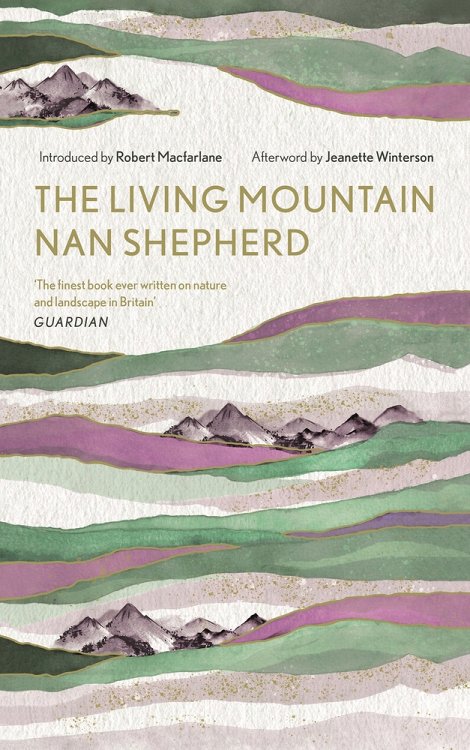 Introduced by Robert Macfarlane Afterword by Jeanette Winterson
THE LIVING MOUNTAIN
NAN SHEPHERD
‘The finest book ever written on nature
and landscape in Britain’
GUARDIAN